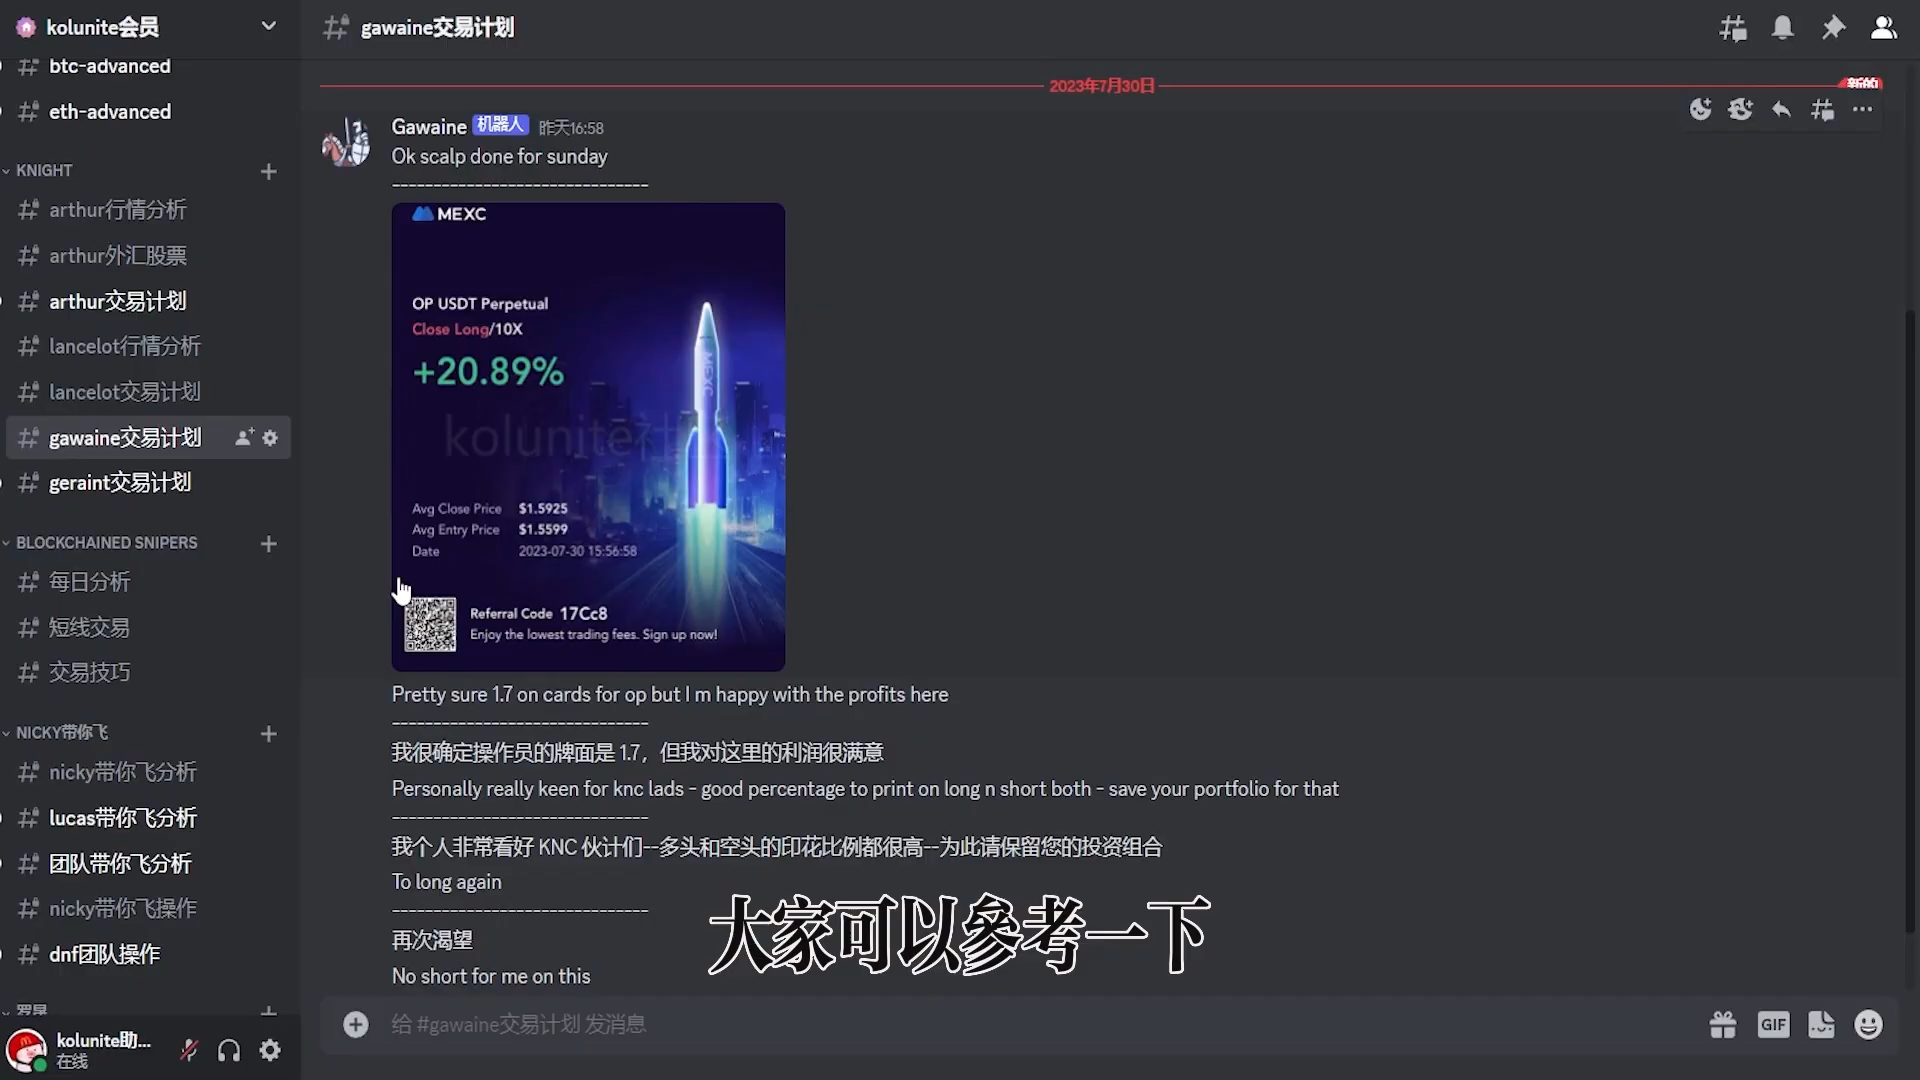 kolunite会员
btc-advanced
eth-advanced
KNIGHT
arthur行情分析
arthur外汇股票
arthur交易计划
lancelot行情分析
lancelot交易计划
gawaine交易计划
geraint交易计划
BLOCKCHAINED SNIPERS
每日分析
短线交易
交易技巧
NICKY带你飞
nicky带你飞分析
lucas带你飞分析
团队带你飞分析
nicky带你飞操作
dnf团队操作
kolunite助...
在线
gawaine交易计划
2023年7月30日
Gawaine 机器人 昨天16:58
Ok scalp done for sunday
-------------------------------
MEXC
OP USDT Perpetual
Close Long/10X
+20.89%
kolunite社
Avg Close Price $1.5925
Avg Entry Price $1.5599
Date 2023-07-30 15:56:58
Referral Code 17Cc8
Enjoy the lowest trading fees. Sign up now!
Pretty sure 1.7 on cards for op but I m happy with the profits here
-------------------------------
我很确定操作员的牌面是 1.7，但我对这里的利润很满意
Personally really keen for knc lads - good percentage to print on long n short both - save your portfolio for that
-------------------------------
我个人非常看好 KNC 伙计们--多头和空头的印花比例都很高--为此请保留您的投资组合
To long again
-------------------------------
再次渴望
No short for me on this
大家可以參考一下
给 #gawaine交易计划 发消息
GIF